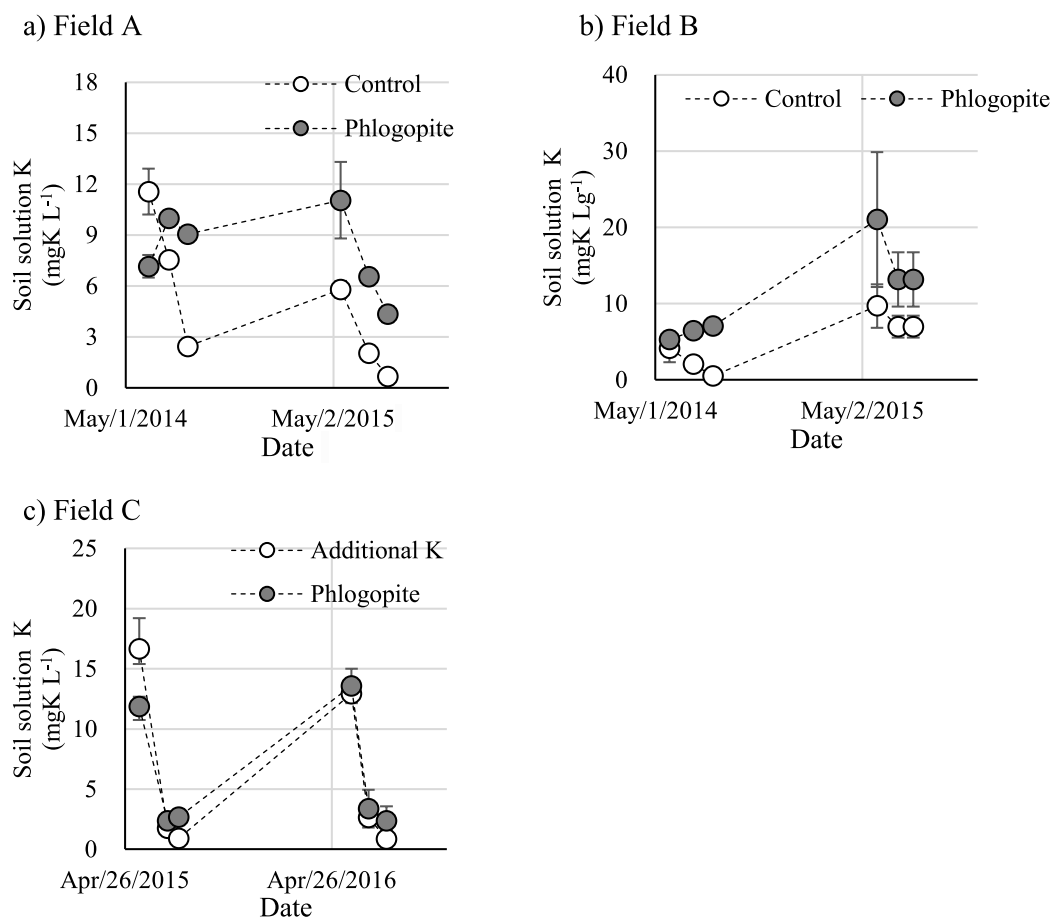 a) Field A
Control
Phlogopite
18
15
12
9
6
3
0
Soil solution K
(mgK L-1)
May/1/2014
May/2/2015
Date
b) Field B
Control
Phlogopite
40
30
20
10
0
Soil solution K
(mgK Lg-1)
May/1/2014
May/2/2015
Date
c) Field C
Additional K
Phlogopite
25
20
15
10
5
0
Soil solution K
(mgK L-1)
Apr/26/2015
Apr/26/2016
Date